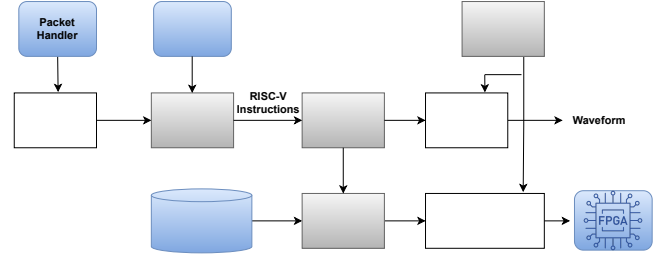 Packet
Handler
RISC-V
Instructions
Waveform
FPGA